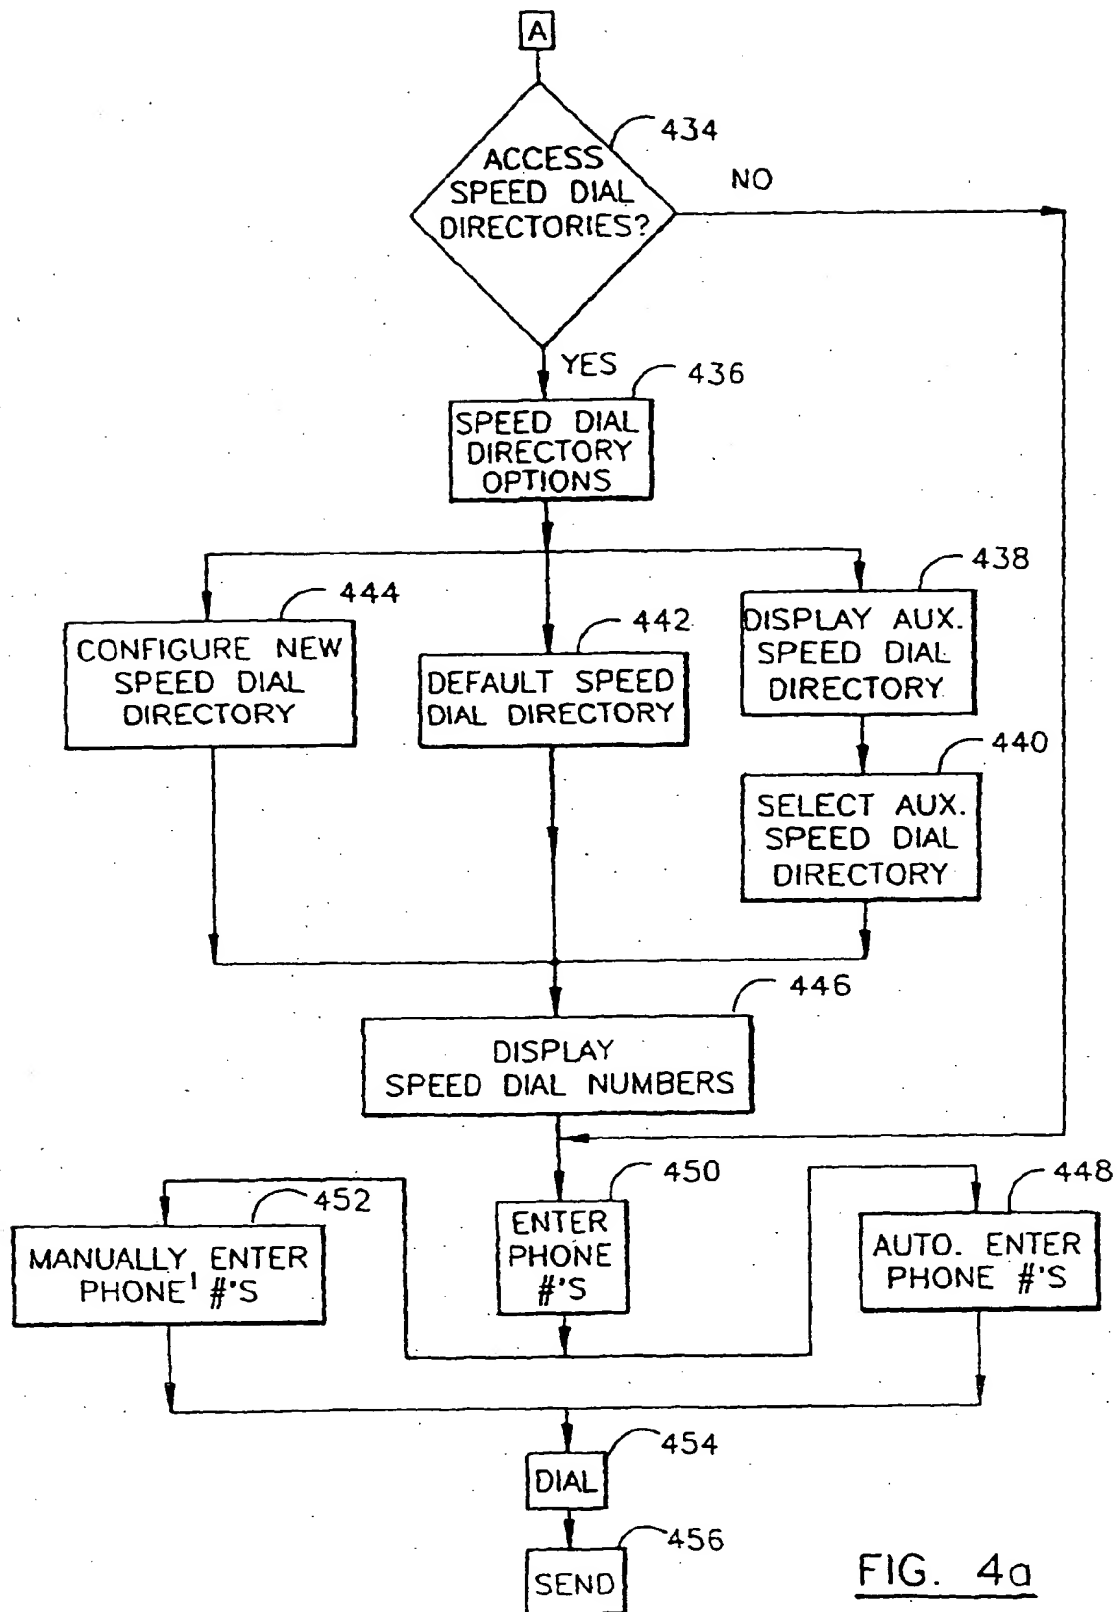 A
434
ACCESS
SPEED DIAL
DIRECTORIES?
NO
YES
436
SPEED DIAL
DIRECTORY
OPTIONS
444
CONFIGURE NEW
SPEED DIAL
DIRECTORY
442
DEFAULT SPEED
DIAL DIRECTORY
438
DISPLAY AUX.
SPEED DIAL
DIRECTORY
440
SELECT AUX.
SPEED DIAL
DIRECTORY
446
DISPLAY
SPEED DIAL NUMBERS
452
MANUALLY ENTER
PHONE #'S
450
ENTER
PHONE
#'S
448
AUTO. ENTER
PHONE #'S
454
DIAL
456
SEND
FIG. 4a